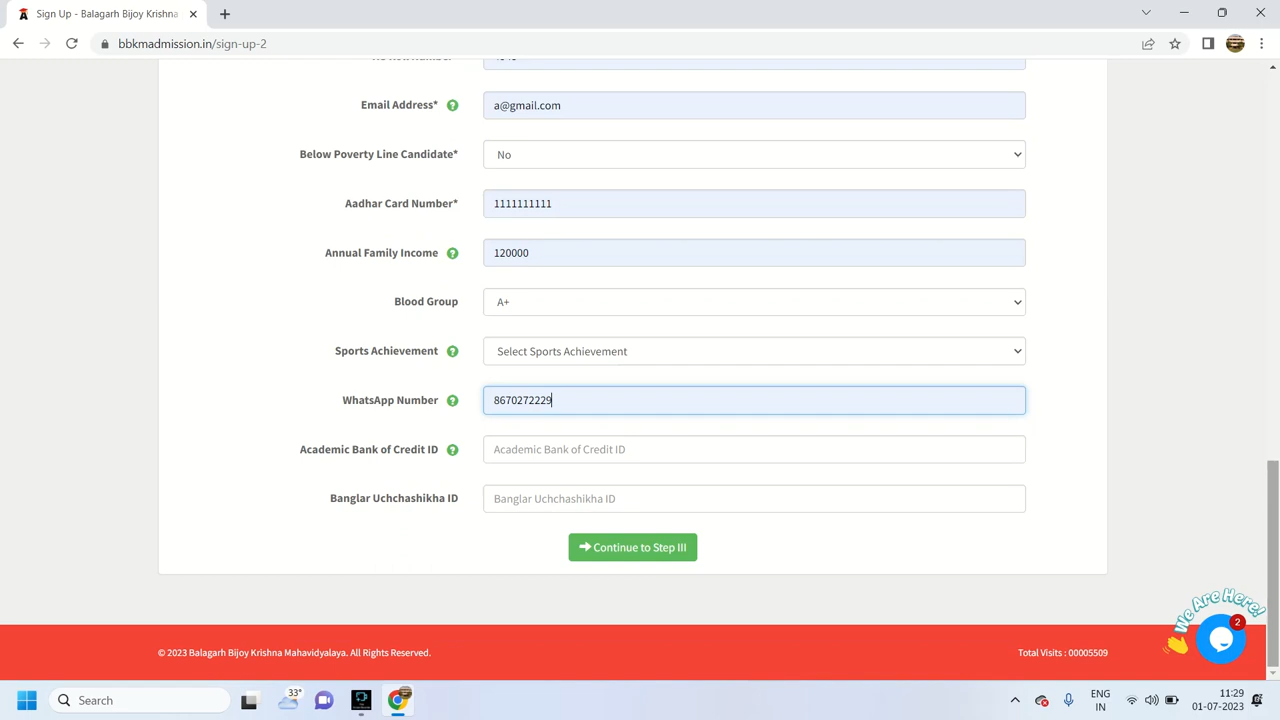 Sign Up - Balagarh Bijoy Krishna
bbkmadmission.in/sign-up-2
Email Address* ? a@gmail.com
Below Poverty Line Candidate* No
Aadhar Card Number* 1111111111
Annual Family Income ? 120000
Blood Group A+
Sports Achievement ? Select Sports Achievement
WhatsApp Number ? 8670272229
Academic Bank of Credit ID ? Academic Bank of Credit ID
Banglar Uchchashikha ID Banglar Uchchashikha ID
Continue to Step III
We Are Here!
2
© 2023 Balagarh Bijoy Krishna Mahavidyalaya. All Rights Reserved. Total Visits : 00005509
Search 33° ENG IN 11:29 01-07-2023